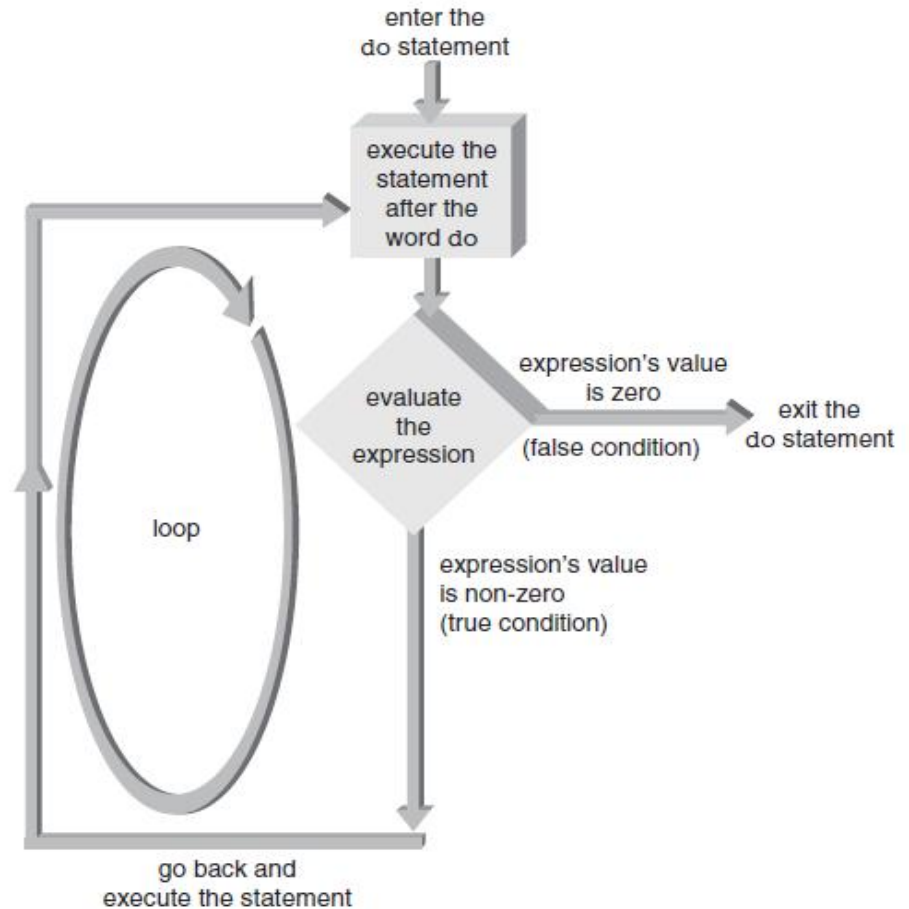 enter the
do statement
execute the
statement
after the
word do
evaluate
the
expression
expression's value
is zero
(false condition)
exit the
do statement
loop
expression's value
is non-zero
(true condition)
go back and
execute the statement